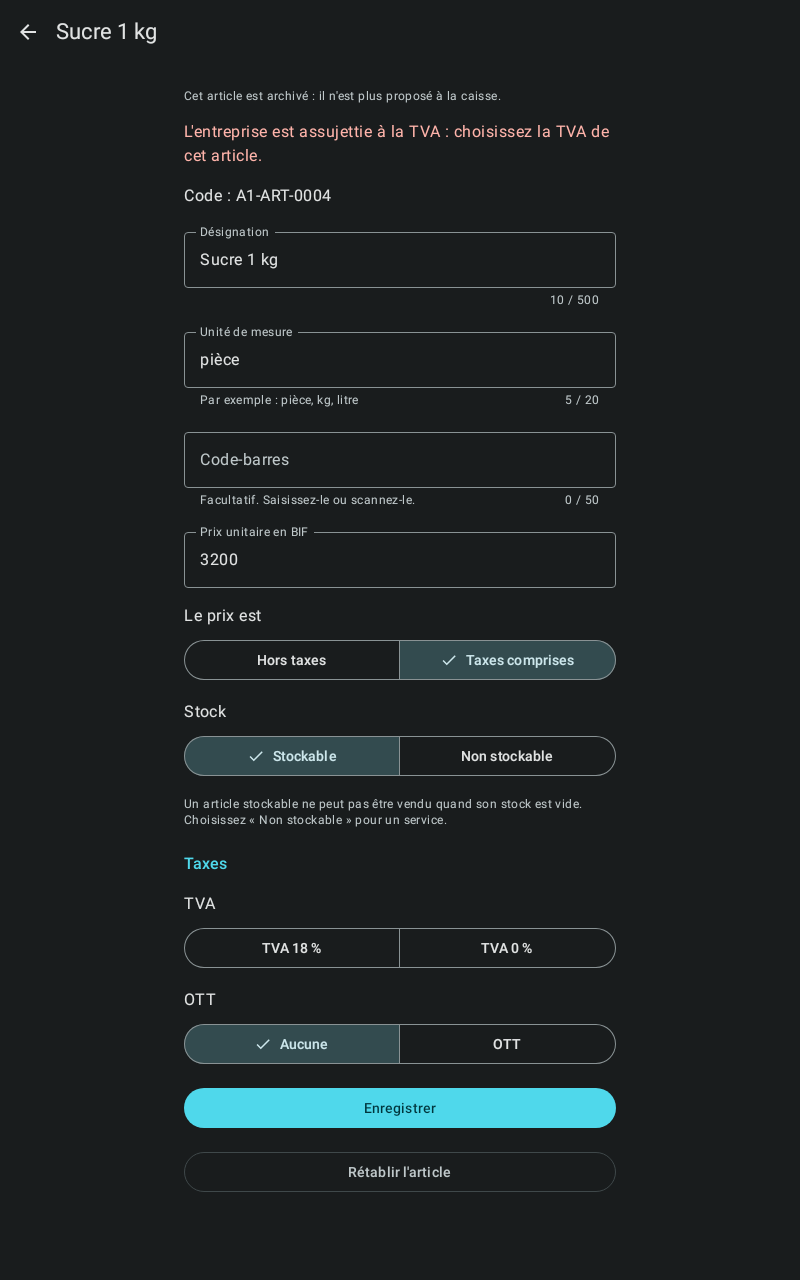 Sucre 1 kg
Cet article est archivé : il n'est plus proposé à la caisse.
L'entreprise est assujettie à la TVA : choisissez la TVA de
cet article.
Code : A1-ART-0004
Désignation
Sucre 1 kg
10 / 500
Unité de mesure
pièce
Par exemple : pièce, kg, litre
5 / 20
Code-barres
Facultatif. Saisissez-le ou scannez-le.
0 / 50
Prix unitaire en BIF
3200
Le prix est
Hors taxes
Taxes comprises
Stock
Stockable
Non stockable
Un article stockable ne peut pas être vendu quand son stock est vide.
Choisissez « Non stockable » pour un service.
Taxes
TVA
TVA 18 %
TVA 0 %
OTT
Aucune
OTT
Enregistrer
Rétablir l'article